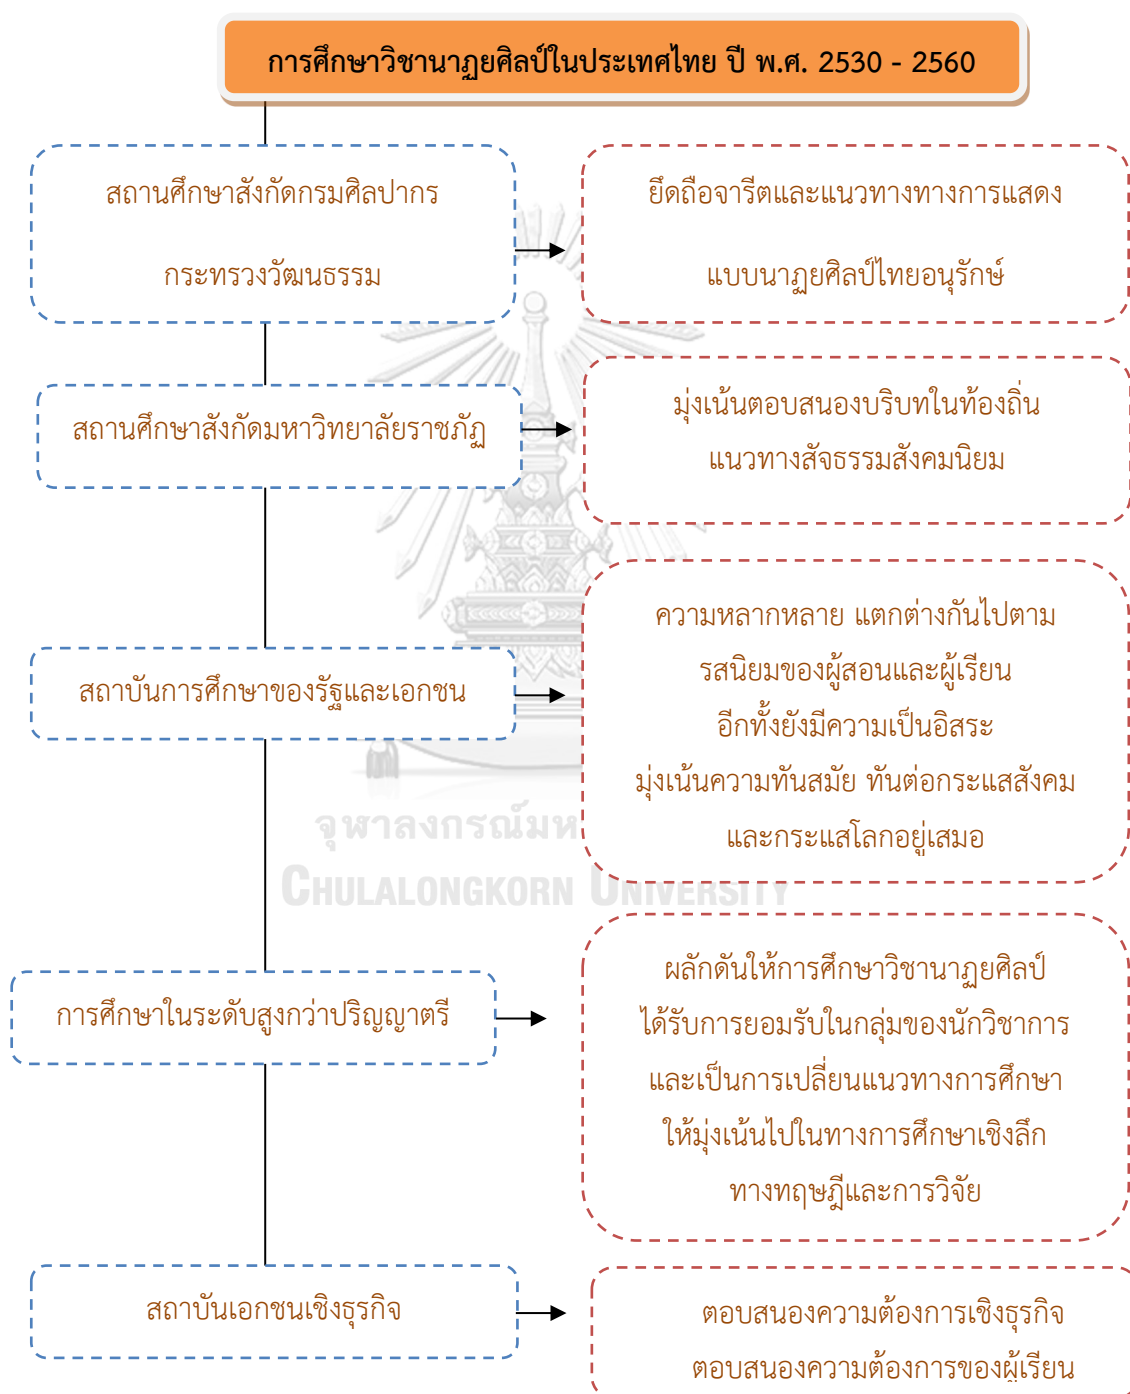 การศึกษาวิชานาฏยศิลป์ในประเทศไทย ปี พ.ศ. 2530 - 2560
สถานศึกษาสังกัดกรมศิลปากร
กระทรวงวัฒนธรรม
ยึดถือจารีตและแนวทางทางการแสดง
แบบนาฏยศิลป์ไทยอนุรักษ์
สถานศึกษาสังกัดมหาวิทยาลัยราชภัฏ
มุ่งเน้นตอบสนองบริบทในท้องถิ่น
แนวทางสัจธรรมสังคมนิยม
สถาบันการศึกษาของรัฐและเอกชน
ความหลากหลาย แตกต่างกันไปตาม
รสนิยมของผู้สอนและผู้เรียน
อีกทั้งยังมีความเป็นอิสระ
มุ่งเน้นความทันสมัย ทันต่อกระแสสังคม
และกระแสโลกอยู่เสมอ
จุฬาลงกรณ์มห
CHULALONGKORN UNIVERSITY
การศึกษาในระดับสูงกว่าปริญญาตรี
ผลักดันให้การศึกษาวิชานาฏยศิลป์
ได้รับการยอมรับในกลุ่มของนักวิชาการ
และเป็นการเปลี่ยนแนวทางการศึกษา
ให้มุ่งเน้นไปในทางการศึกษาเชิงลึก
ทางทฤษฎีและการวิจัย
สถาบันเอกชนเชิงธุรกิจ
ตอบสนองความต้องการเชิงธุรกิจ
ตอบสนองความต้องการของผู้เรียน